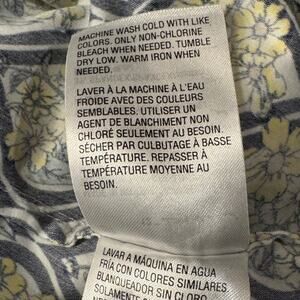 MACHINE WASH COLD WITH LIKE
COLORS. ONLY NON-CHLORINE
BLEACH WHEN NEEDED. TUMBLE
DRY LOW. WARM IRON WHEN
NEEDED.
LAVER À LA MACHINE À L'EAU
FROIDE AVEC DES COULEURS
SEMBLABLES. UTILISER UN
AGENT DE BLANCHIMENT NON
CHLORÉ SEULEMENT AU BESOIN.
SÉCHER PAR CULBUTAGE À BASSE
TEMPÉRATURE. REPASSER À
TEMPÉRATURE MOYENNE AU
BESOIN.
LAVAR A MÁQUINA EN AGUA
FRÍA CON COLORES SIMILARES
BLANQUEADOR SIN CLORO
SOLAMENTE